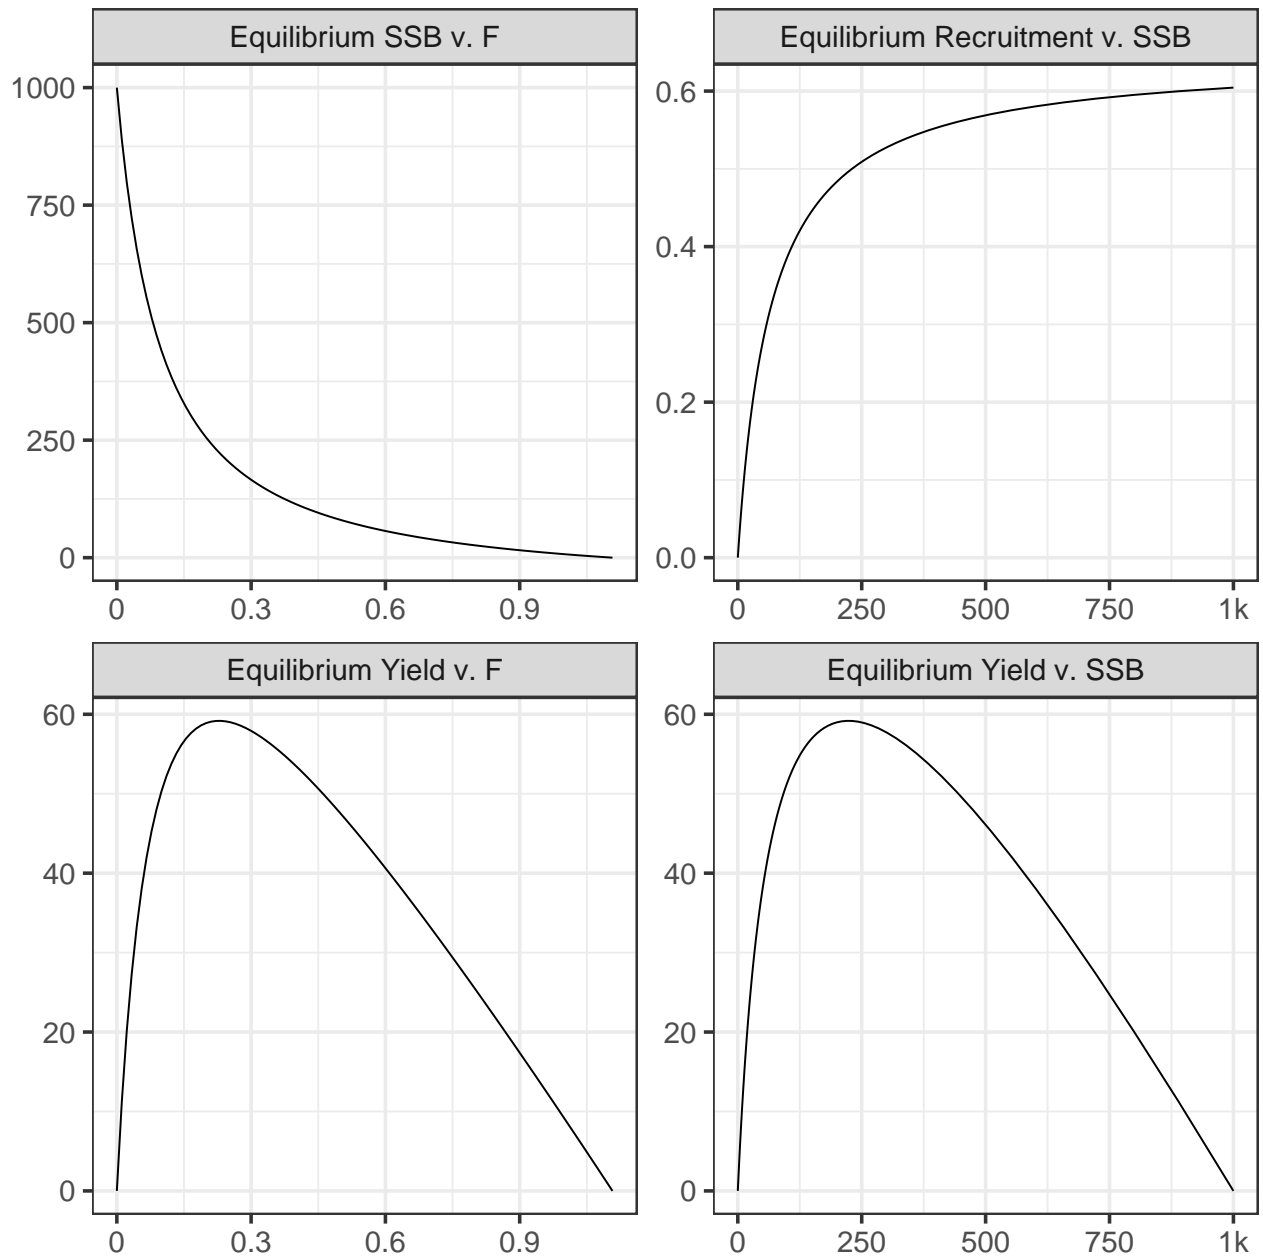 Equilibrium SSB v. F
1000
750
500
250
0
0 0.3 0.6 0.9
Equilibrium Recruitment v. SSB
0.6
0.4
0.2
0.0
0 250 500 750 1k
Equilibrium Yield v. F
60
40
20
0
0 0.3 0.6 0.9
Equilibrium Yield v. SSB
60
40
20
0
0 250 500 750 1k